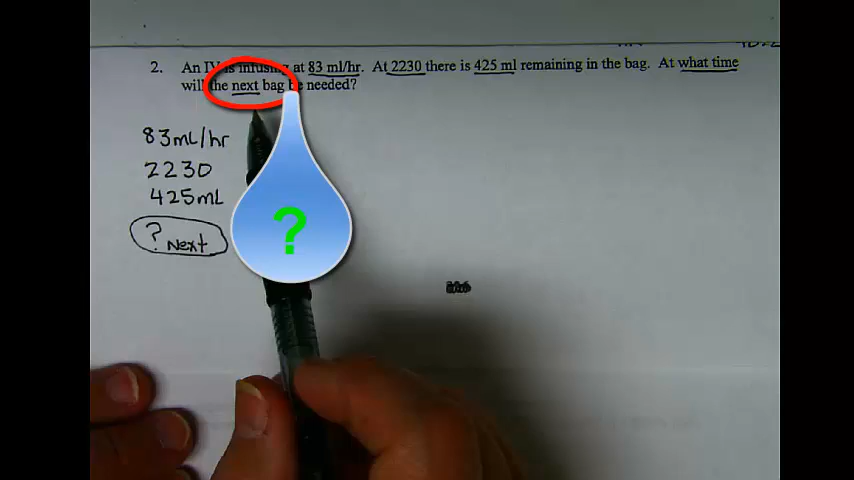 2. An IV is infusing at 83 ml/hr. At 2230 there is 425 ml remaining in the bag. At what time
will the next bag be needed?
83mL/hr
2230
425mL
? Next
?